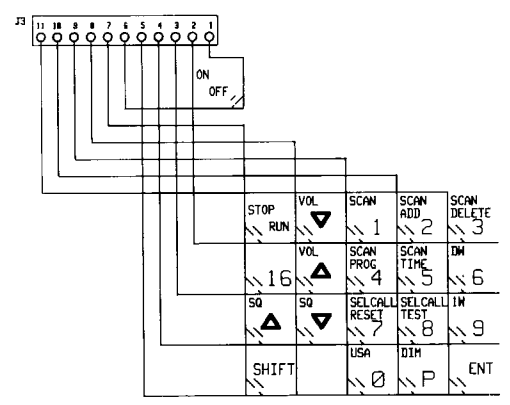 J3 11 10 9 8 7 6 5 4 3 2 1
ON
OFF
STOP RUN
VOL
SCAN 1
SCAN ADD 2
SCAN DELETE 3
16
VOL
SCAN PROG 4
SCAN TIME 5
DW 6
SQ
SQ
SELCALL RESET 7
SELCALL TEST 8
1W 9
SHIFT
USA 0
DIM P
ENT